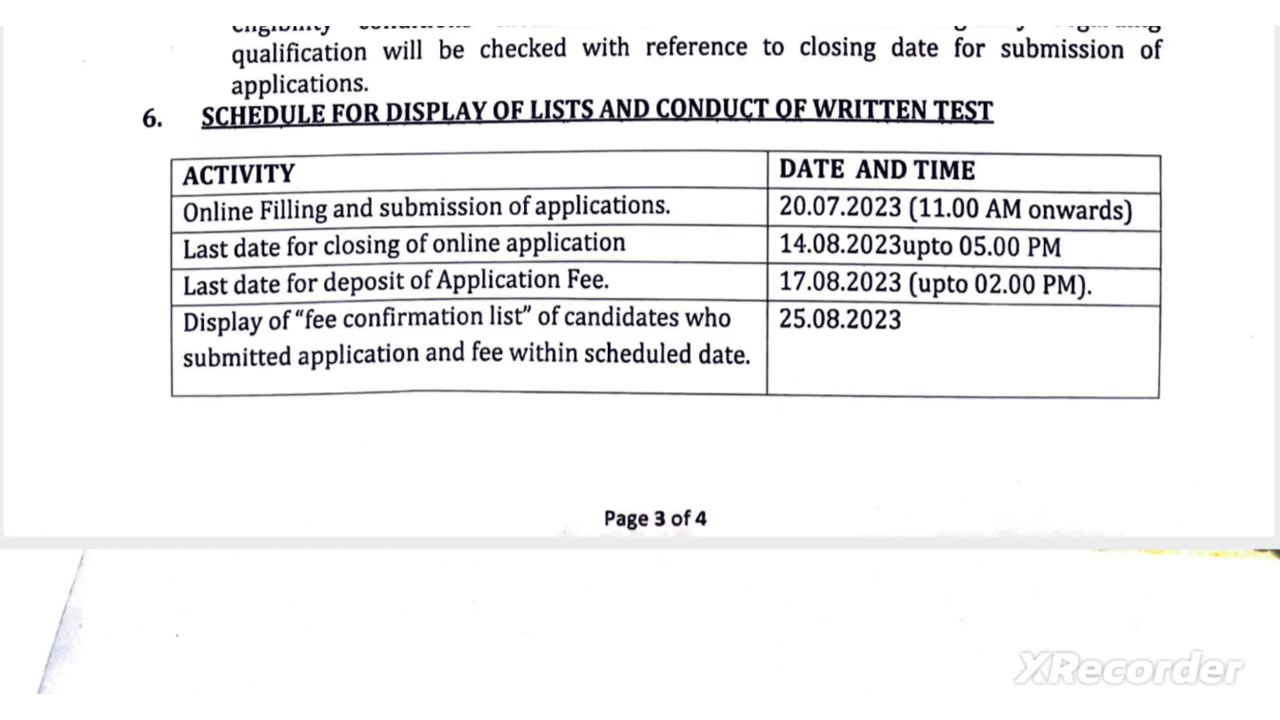 qualification will be checked with reference to closing date for submission of
applications.
6. SCHEDULE FOR DISPLAY OF LISTS AND CONDUCT OF WRITTEN TEST
ACTIVITY DATE AND TIME
Online Filling and submission of applications. 20.07.2023 (11.00 AM onwards)
Last date for closing of online application 14.08.2023upto 05.00 PM
Last date for deposit of Application Fee. 17.08.2023 (upto 02.00 PM).
Display of “fee confirmation list” of candidates who 25.08.2023
submitted application and fee within scheduled date.
Page 3 of 4
XRecorder